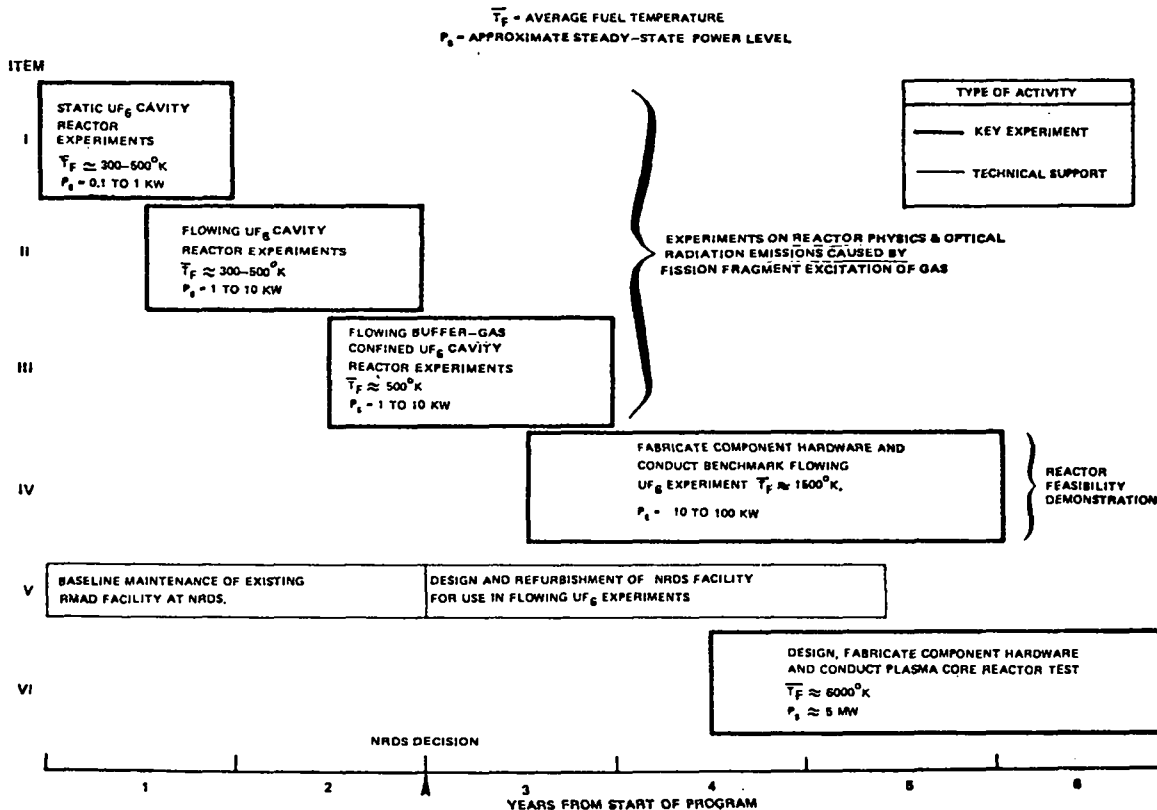 T̅F = AVERAGE FUEL TEMPERATURE
Ps = APPROXIMATE STEADY-STATE POWER LEVEL
ITEM
I
STATIC UF6 CAVITY
REACTOR
EXPERIMENTS
T̅F ≃ 300–500°K
Ps = 0.1 TO 1 KW
TYPE OF ACTIVITY
KEY EXPERIMENT
TECHNICAL SUPPORT
II
FLOWING UF6 CAVITY
REACTOR EXPERIMENTS
T̅F ≈ 300–500°K
Ps = 1 TO 10 KW
EXPERIMENTS ON REACTOR PHYSICS & OPTICAL
RADIATION EMISSIONS CAUSED BY
FISSION FRAGMENT EXCITATION OF GAS
III
FLOWING BUFFER–GAS
CONFINED UF6 CAVITY
REACTOR EXPERIMENTS
T̅F ≈ 500°K
Ps = 1 TO 10 KW
IV
FABRICATE COMPONENT HARDWARE AND
CONDUCT BENCHMARK FLOWING
UF6 EXPERIMENT T̅F ≈ 1500°K.
Ps = 10 TO 100 KW
REACTOR
FEASIBILITY
DEMONSTRATION
V
BASELINE MAINTENANCE OF EXISTING
RMAD FACILITY AT NRDS.
DESIGN AND REFURBISHMENT OF NRDS FACILITY
FOR USE IN FLOWING UF6 EXPERIMENTS
VI
DESIGN, FABRICATE COMPONENT HARDWARE
AND CONDUCT PLASMA CORE REACTOR TEST
T̅F ≈ 6000°K
Ps ≈ 5 MW
NRDS DECISION
1 2 3 4 5 6
YEARS FROM START OF PROGRAM